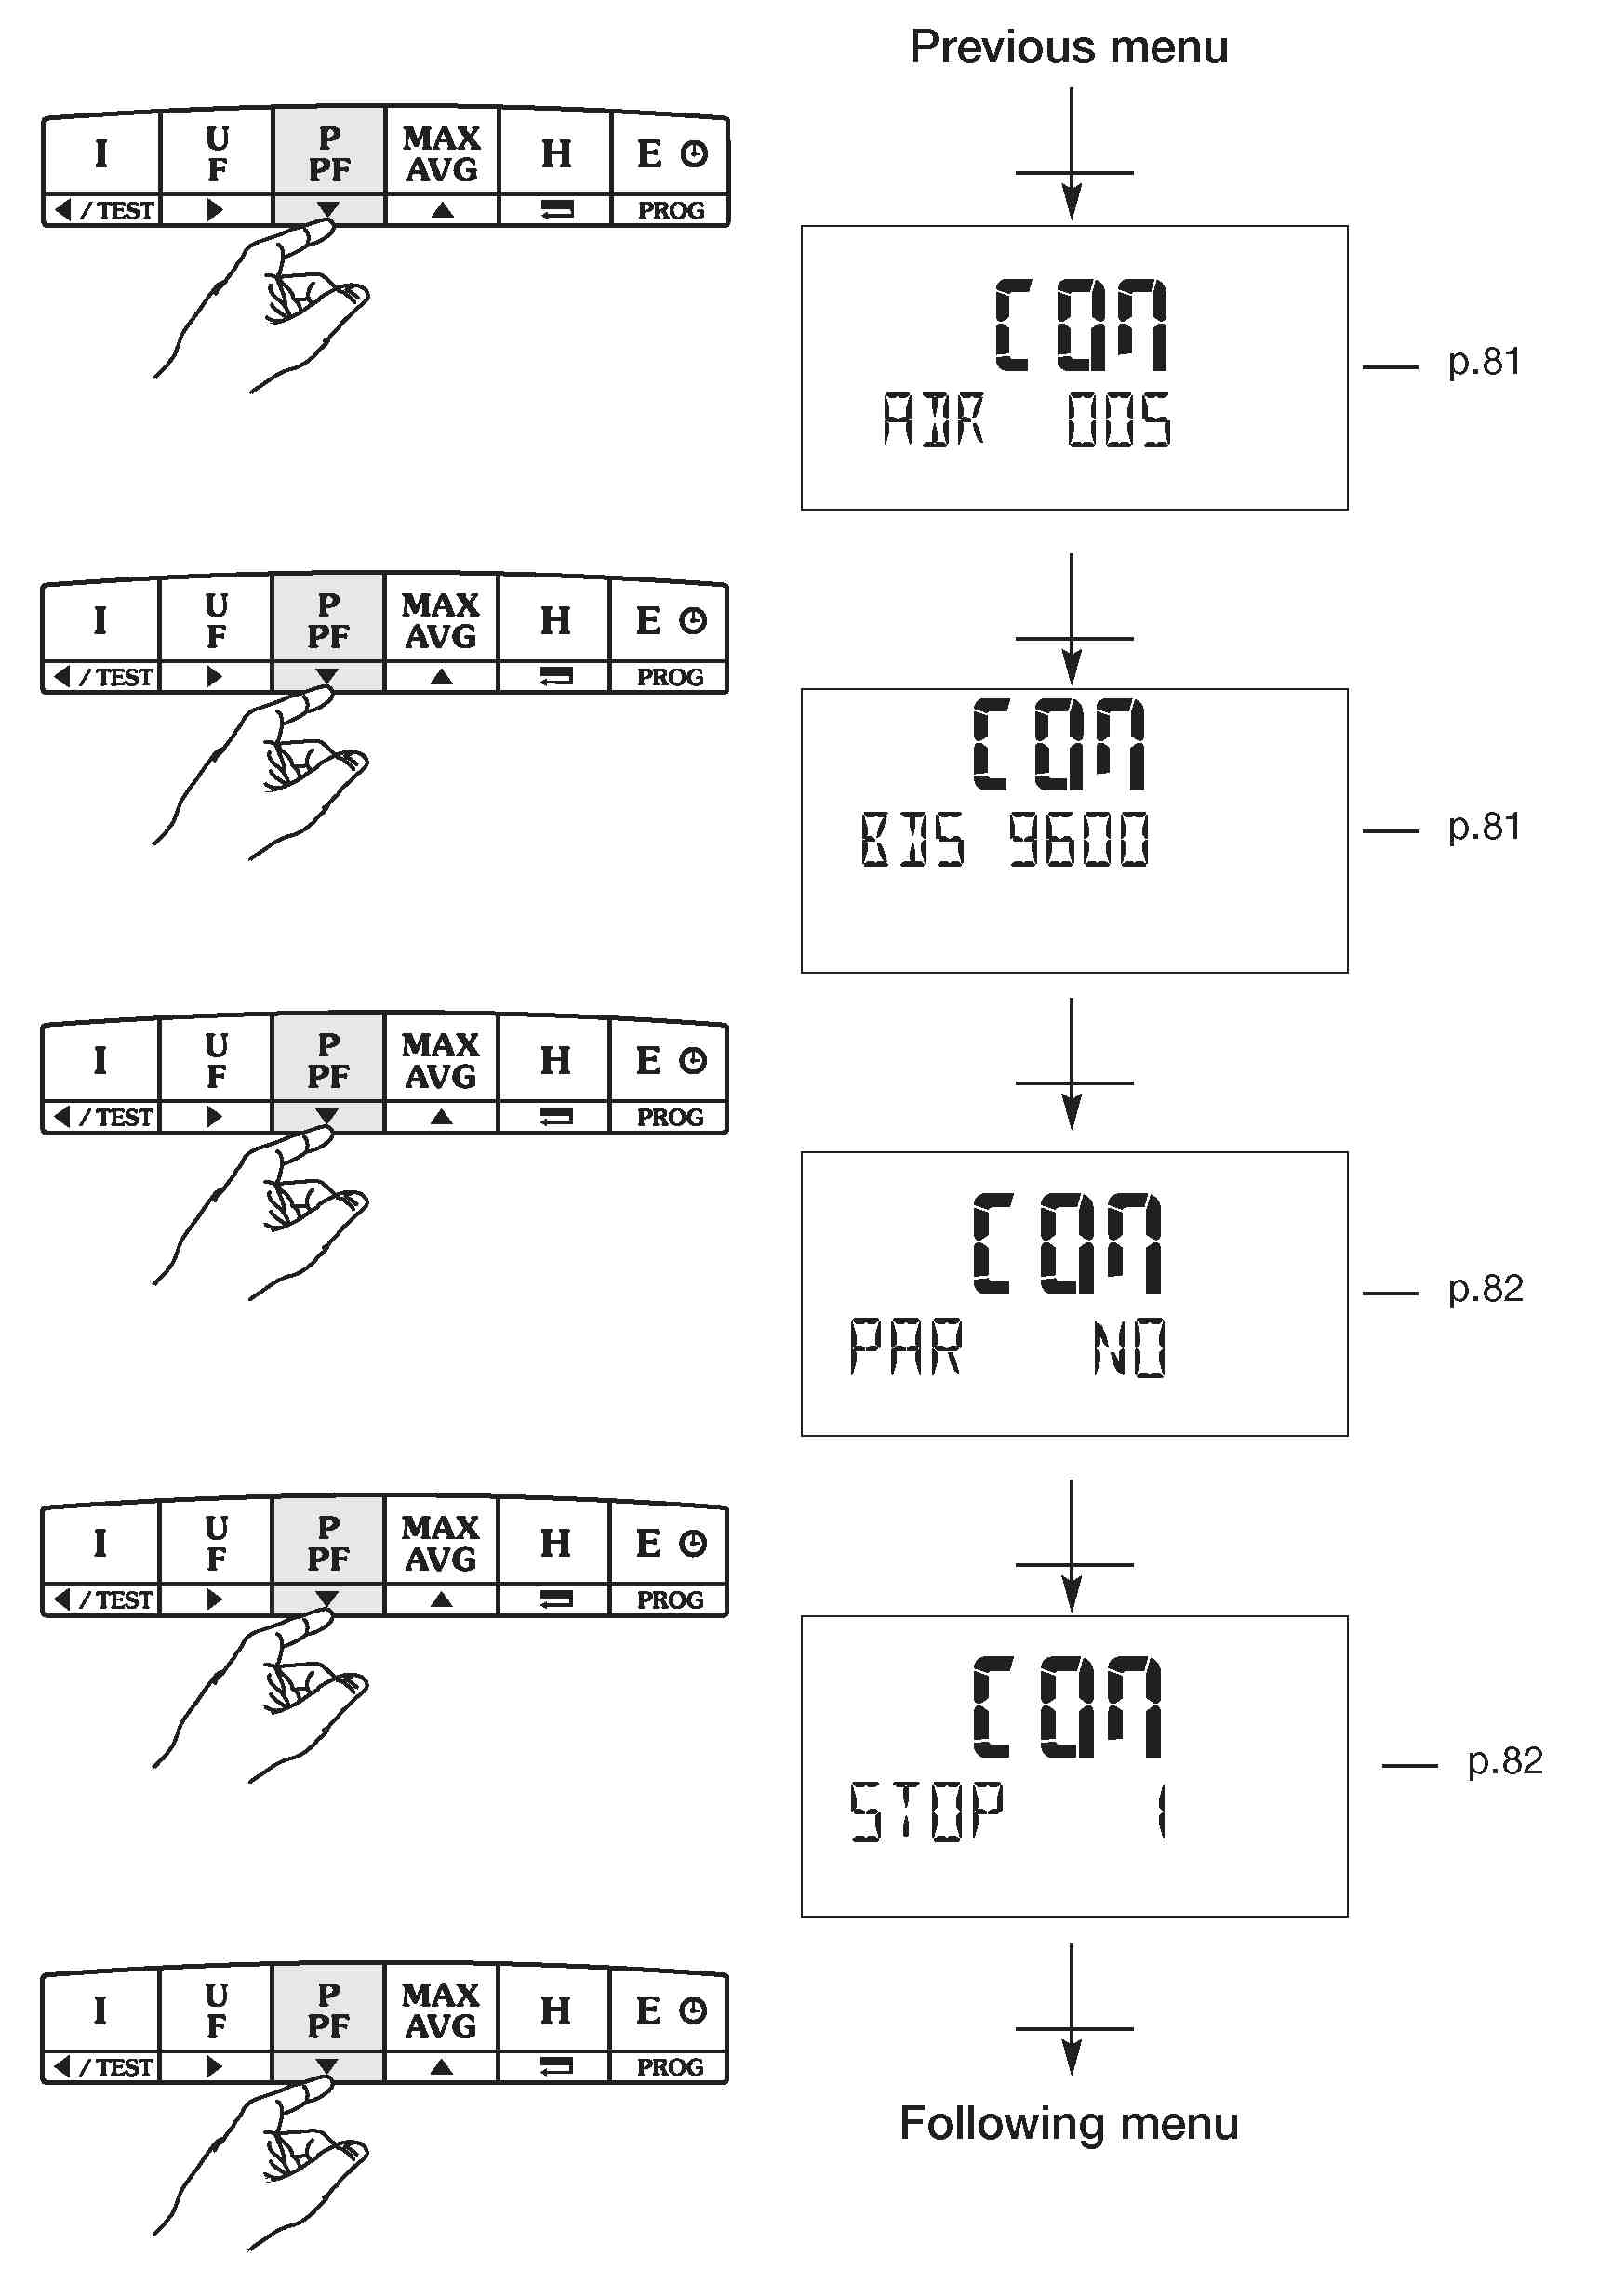 Previous menu
I U F P PF MAX AVG H E
/ TEST PROG
COM
ADR 005
p.81
I U F P PF MAX AVG H E
/ TEST PROG
COM
BDS 9600
p.81
I U F P PF MAX AVG H E
/ TEST PROG
COM
PAR NO
p.82
I U F P PF MAX AVG H E
/ TEST PROG
COM
STOP 1
p.82
I U F P PF MAX AVG H E
/ TEST PROG
Following menu